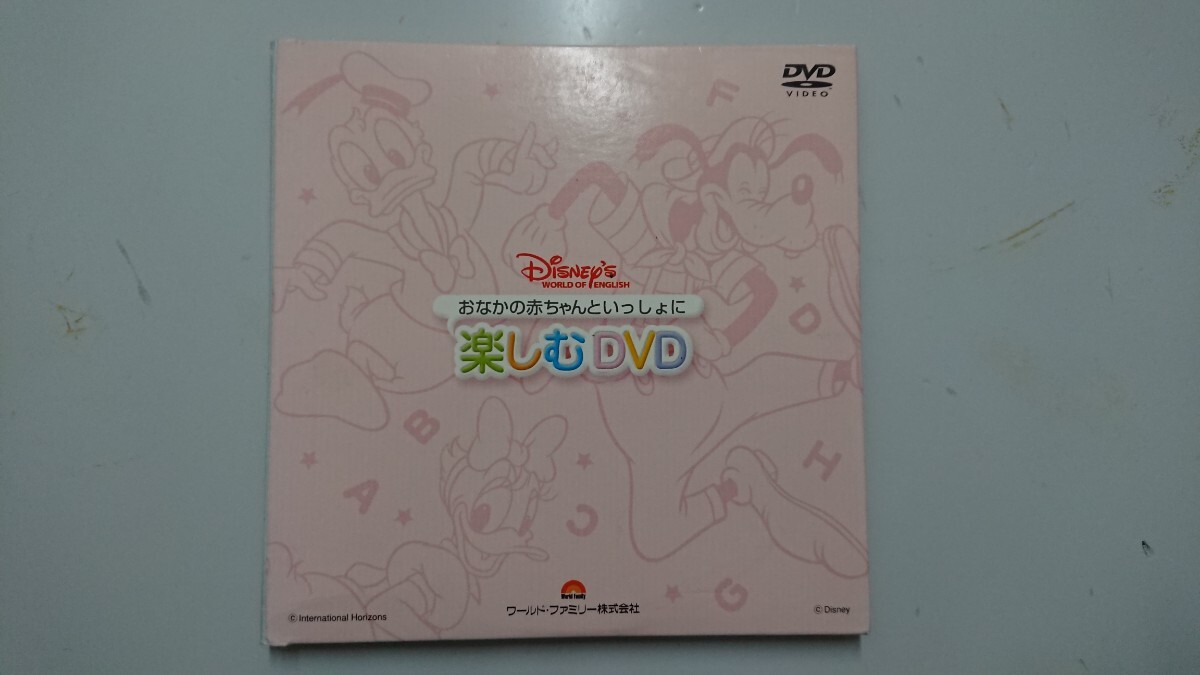 DVD
VIDEO
F
DISNEY'S
WORLD OF ENGLISH
おなかの赤ちゃんといっしょに
楽しむDVD
D
B
H
A
C
G
World Family
ワールド・ファミリー株式会社
© International Horizons
© Disney